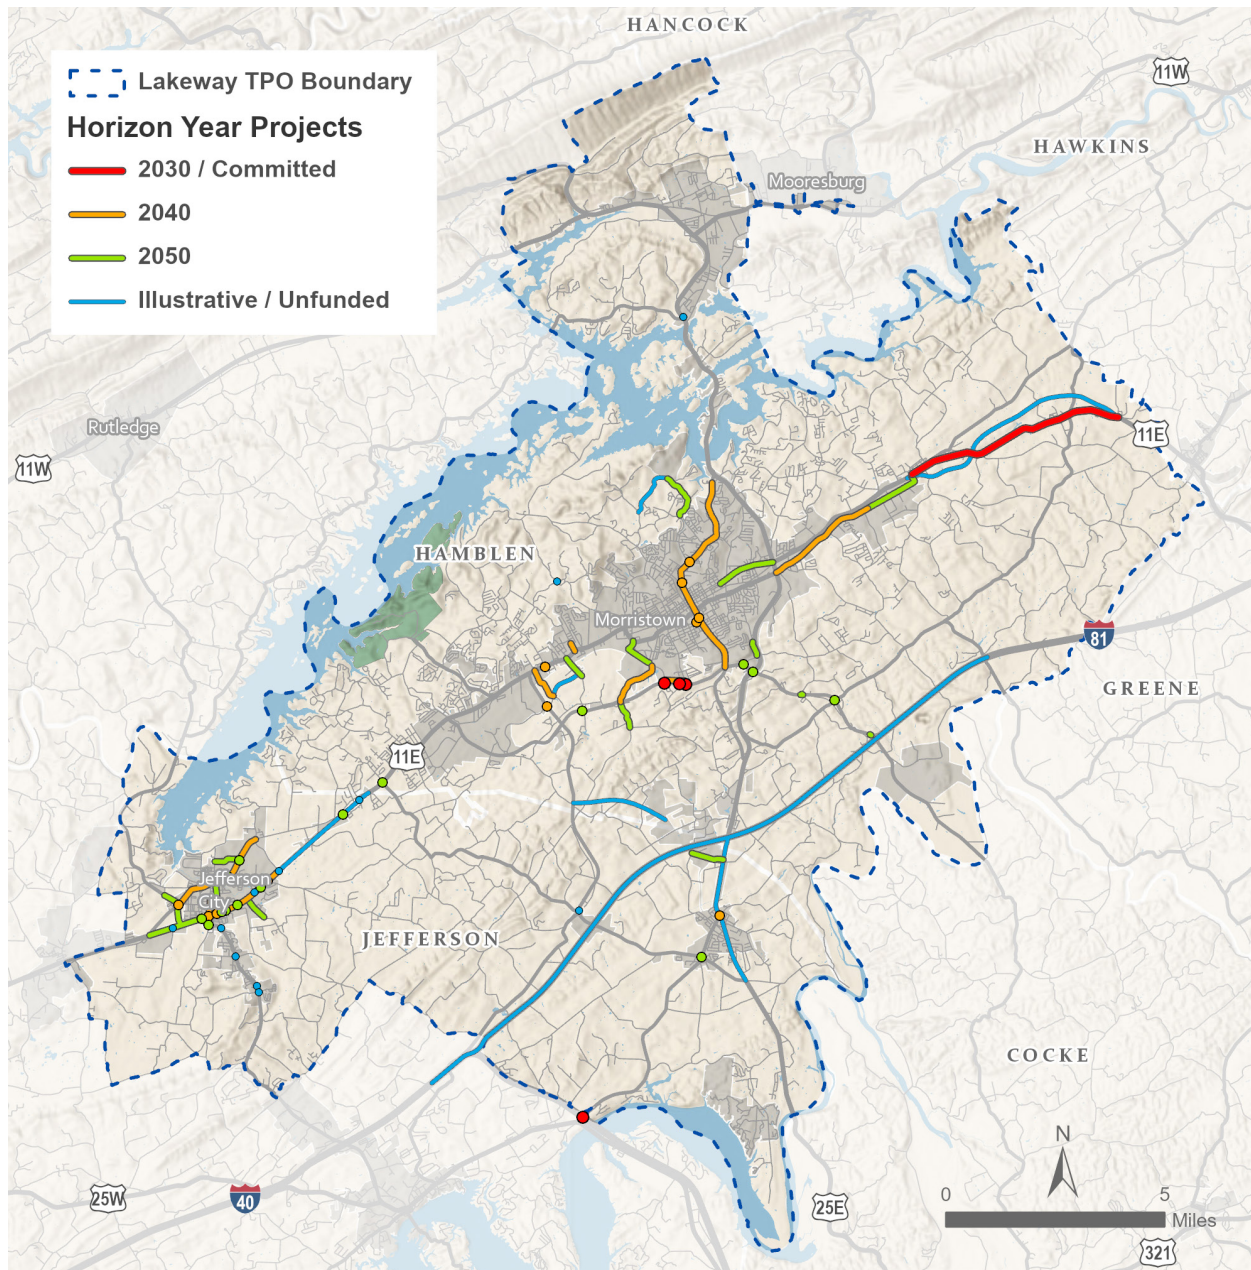 HANCOCK
11W
Lakeway TPO Boundary
Horizon Year Projects
2030 / Committed
2040
2050
Illustrative / Unfunded
HAWKINS
Mooresburg
Rutledge
11W
11E
HAMBLEN
Morristown
81
GREENE
11E
Jefferson
City
JEFFERSON
COCKE
N
25W
40
25E
0 5
Miles
321